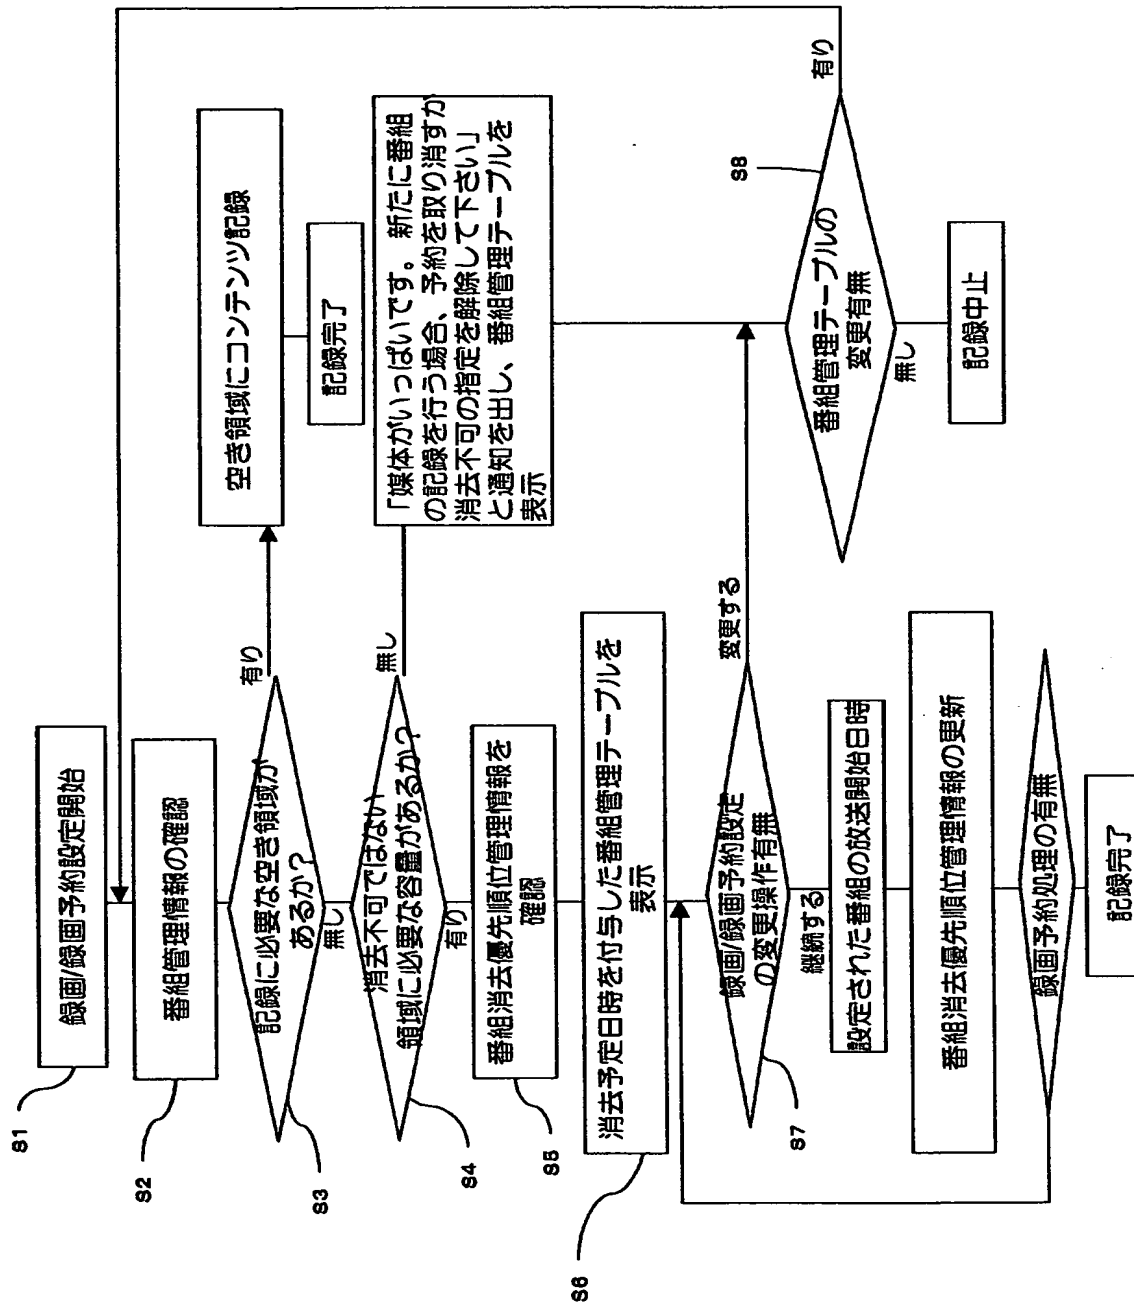 S1
録画/録画予約設定開始
S2
番組管理情報の確認
S3
記録に必要な空き領域が
あるか？
有り
無し
空き領域にコンテンツ記録
記録完了
S4
消去不可ではない
領域に必要な容量があるか？
無し
有り
「媒体がいっぱいです。新たに番組
の記録を行う場合、予約を取り消すか
消去不可の指定を解除して下さい」
と通知を出し、番組管理テーブルを
表示
S5
番組消去優先順位管理情報を
確認
S6
消去予定日時を付与した番組管理テーブルを
表示
S7
録画/録画予約設定
の変更操作有無
変更する
継続する
S8
番組管理テーブルの
変更有無
有り
無し
記録中止
設定された番組の放送開始日時
番組消去優先順位管理情報の更新
録画予約処理の有無
記録完了